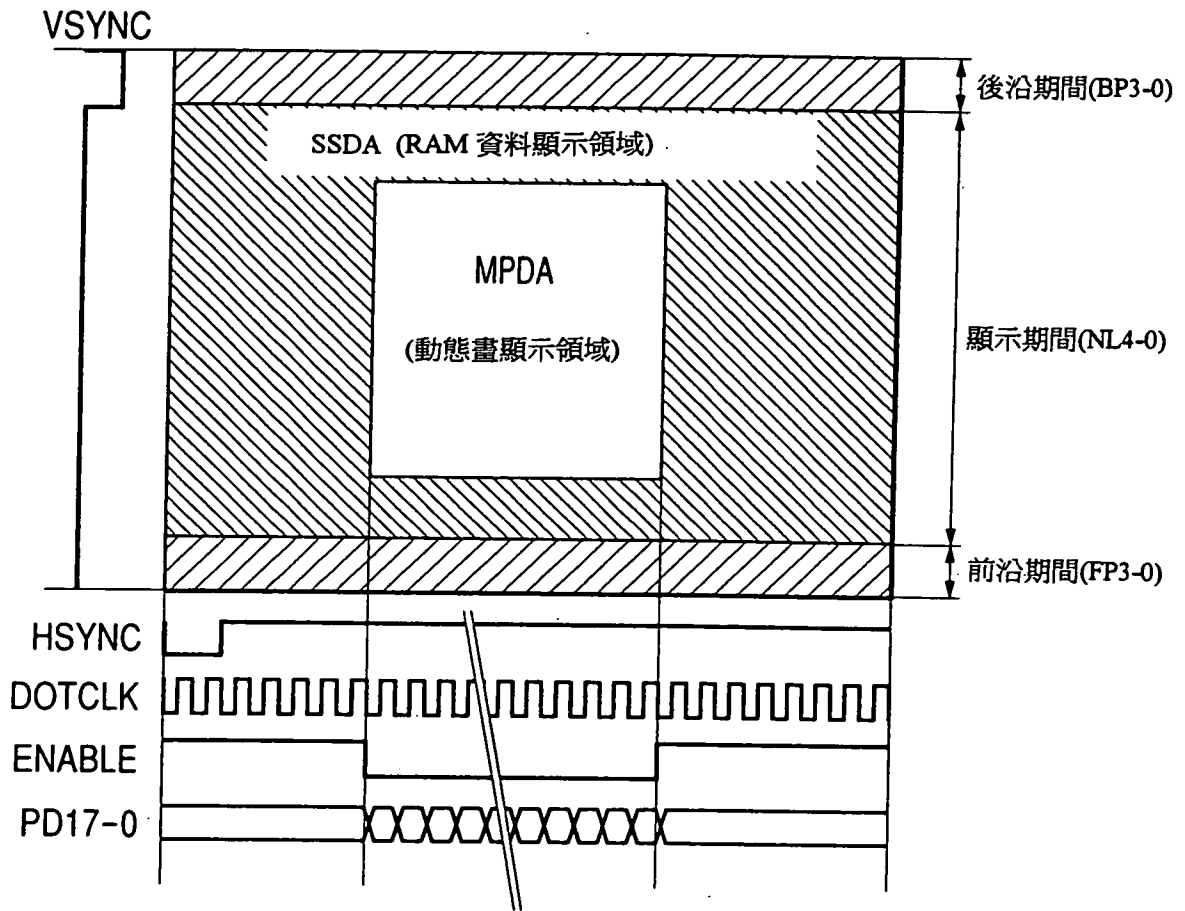 VSYNC
後沿期間(BP3-0)
SSDA (RAM 資料顯示領域)
MPDA
(動態畫顯示領域)
顯示期間(NL4-0)
前沿期間(FP3-0)
HSYNC
DOTCLK
ENABLE
PD17-0